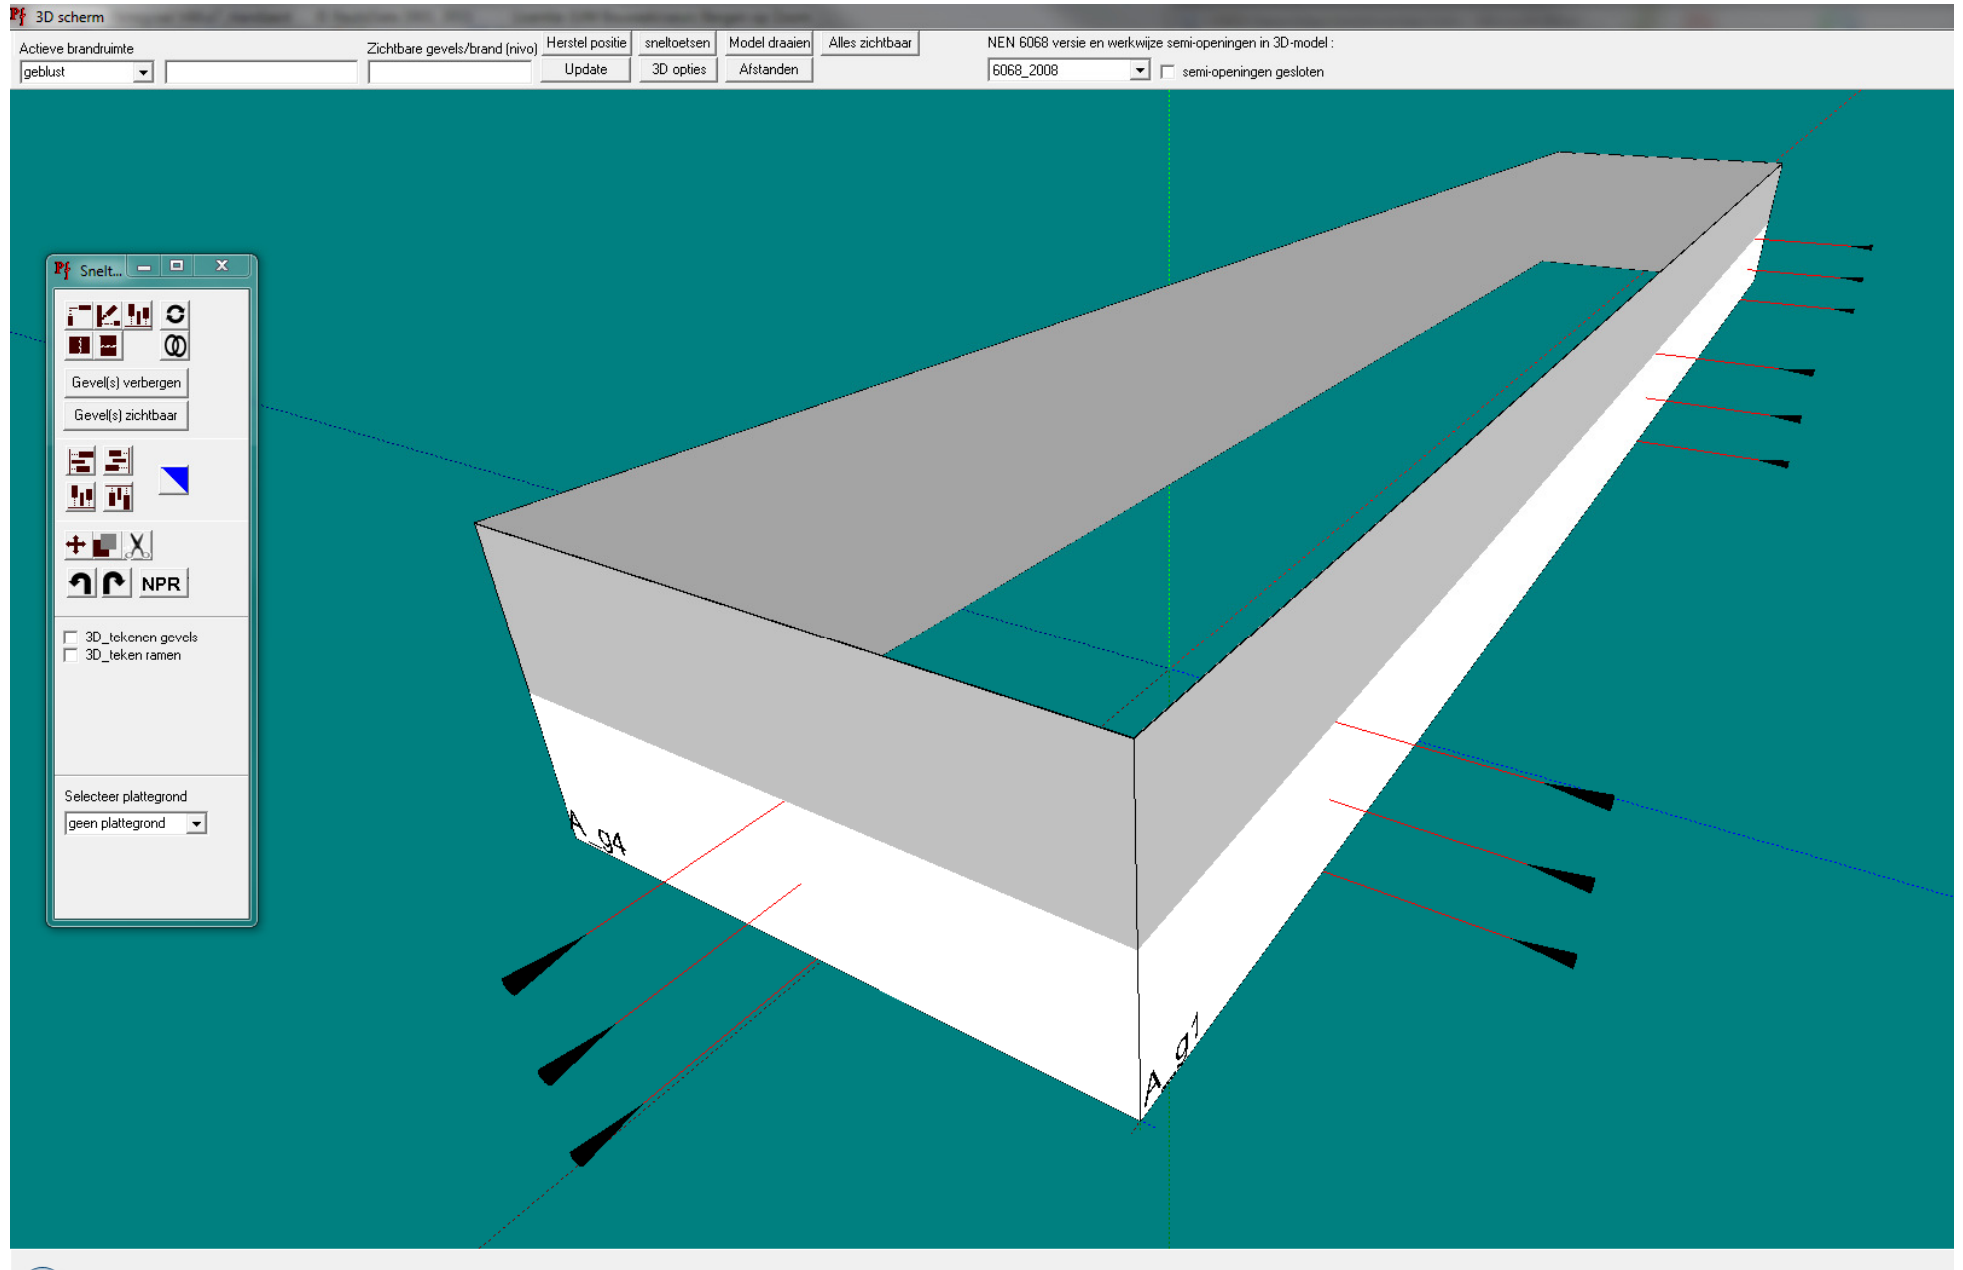 3D scherm
Actieve brandruimte
Zichtbare gevels/brand (nivo)
Herstel positie
sneltoetsen
Model draaien
Alles zichtbaar
NEN 6068 versie en werkwijze semi-openingen in 3D-model :
geblust
Update
3D opties
Afstanden
6068_2008
semi-openingen gesloten
Snelt...
Gevel(s) verbergen
Gevel(s) zichtbaar
NPR
3D_tekenen gevels
3D_teken ramen
Selecteer plattegrond
geen plattegrond
A_g4
A_g1